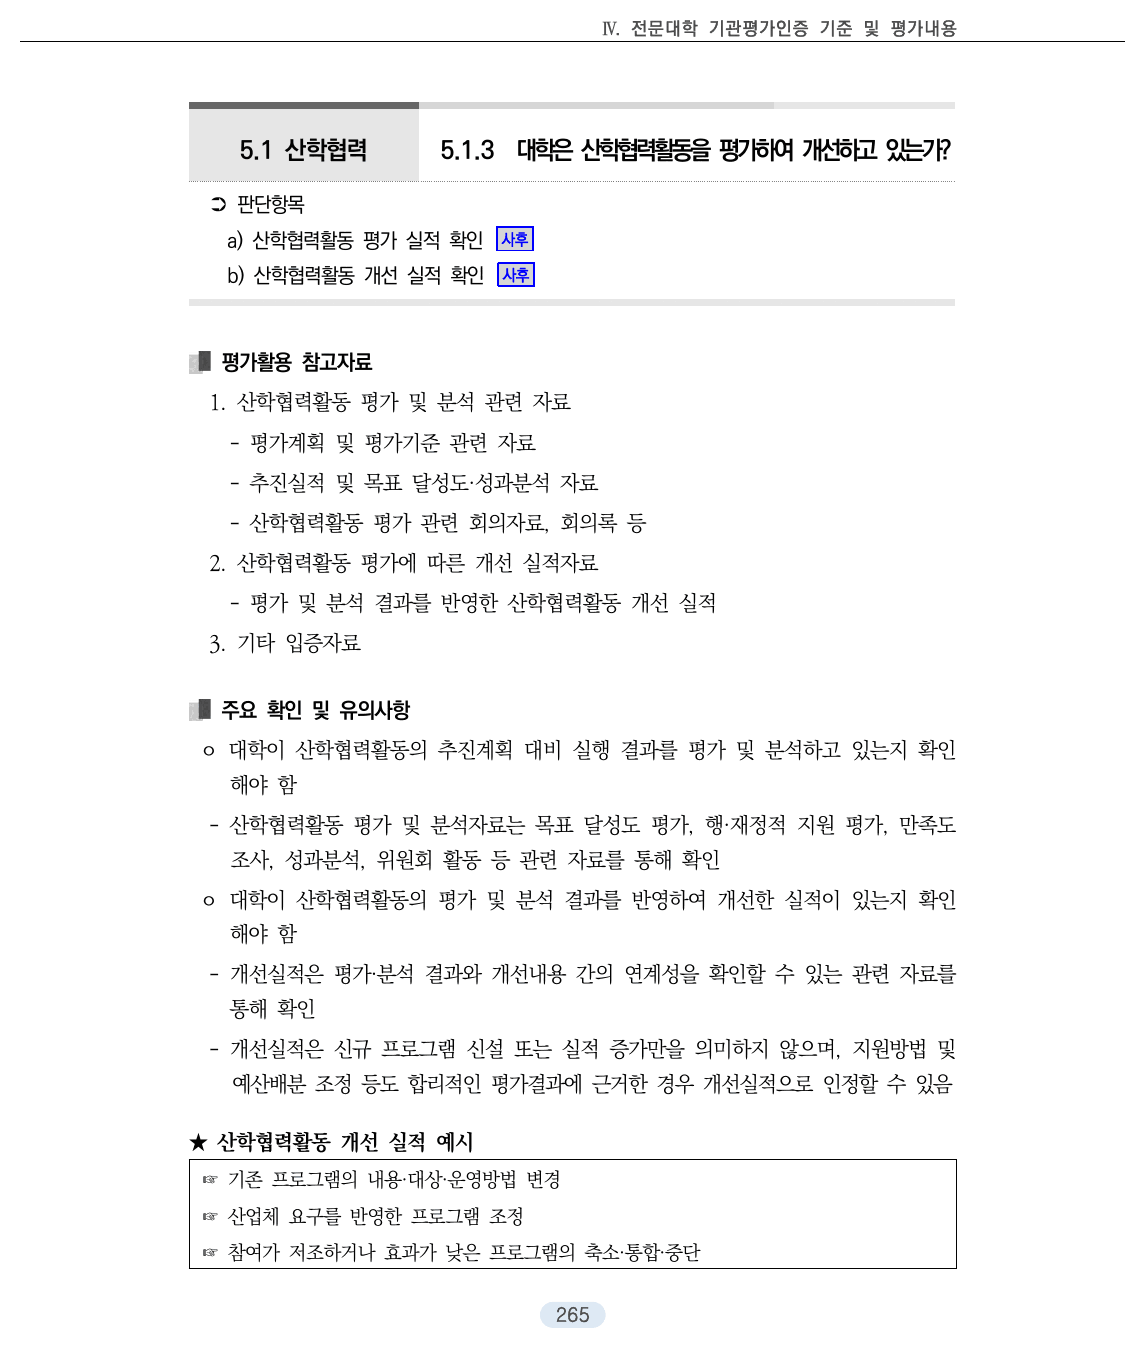 Ⅳ. 전문대학 기관평가인증 기준 및 평가내용
5.1 산학협력
5.1.3 대학은 산학협력활동을 평가하여 개선하고 있는가?
➲ 판단항목
a) 산학협력활동 평가 실적 확인 사후
b) 산학협력활동 개선 실적 확인 사후
평가활용 참고자료
1. 산학협력활동 평가 및 분석 관련 자료
- 평가계획 및 평가기준 관련 자료
- 추진실적 및 목표 달성도·성과분석 자료
- 산학협력활동 평가 관련 회의자료, 회의록 등
2. 산학협력활동 평가에 따른 개선 실적자료
- 평가 및 분석 결과를 반영한 산학협력활동 개선 실적
3. 기타 입증자료
주요 확인 및 유의사항
ㅇ 대학이 산학협력활동의 추진계획 대비 실행 결과를 평가 및 분석하고 있는지 확인
해야 함
- 산학협력활동 평가 및 분석자료는 목표 달성도 평가, 행·재정적 지원 평가, 만족도
조사, 성과분석, 위원회 활동 등 관련 자료를 통해 확인
ㅇ 대학이 산학협력활동의 평가 및 분석 결과를 반영하여 개선한 실적이 있는지 확인
해야 함
- 개선실적은 평가·분석 결과와 개선내용 간의 연계성을 확인할 수 있는 관련 자료를
통해 확인
- 개선실적은 신규 프로그램 신설 또는 실적 증가만을 의미하지 않으며, 지원방법 및
예산배분 조정 등도 합리적인 평가결과에 근거한 경우 개선실적으로 인정할 수 있음
★ 산학협력활동 개선 실적 예시
☞ 기존 프로그램의 내용·대상·운영방법 변경
☞ 산업체 요구를 반영한 프로그램 조정
☞ 참여가 저조하거나 효과가 낮은 프로그램의 축소·통합·중단
265